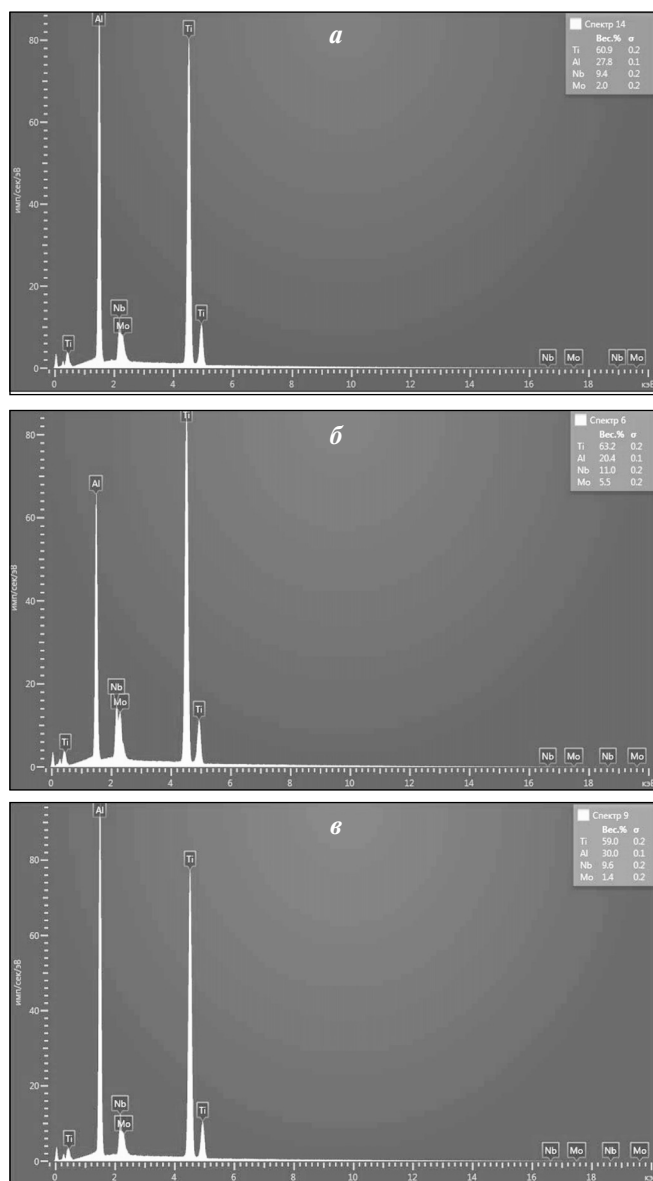 а
Спектр 14
Вес.% σ
Ti 60.9 0.2
Al 27.8 0.1
Nb 9.4 0.2
Mo 2.0 0.2
Al
Ti
80
60
имп/сек/эВ
40
20
Nb
Mo
Ti
Ti
Nb Mo Nb Mo
0
0 2 4 6 8 10 12 14 16 18 кэВ
б
Спектр 6
Вес.% σ
Ti 63.2 0.2
Al 20.4 0.1
Nb 11.0 0.2
Mo 5.5 0.2
Ti
80
Al
60
имп/сек/эВ
40
20
Nb
Mo
Ti
Ti
Nb Mo Nb Mo
0
0 2 4 6 8 10 12 14 16 18 кэВ
в
Спектр 9
Вес.% σ
Ti 59.0 0.2
Al 30.0 0.1
Nb 9.6 0.2
Mo 1.4 0.2
Al
Ti
80
60
имп/сек/эВ
40
20
Nb
Mo
Ti
Ti
Nb Mo Nb Mo
0
0 2 4 6 8 10 12 14 16 18 кэВ